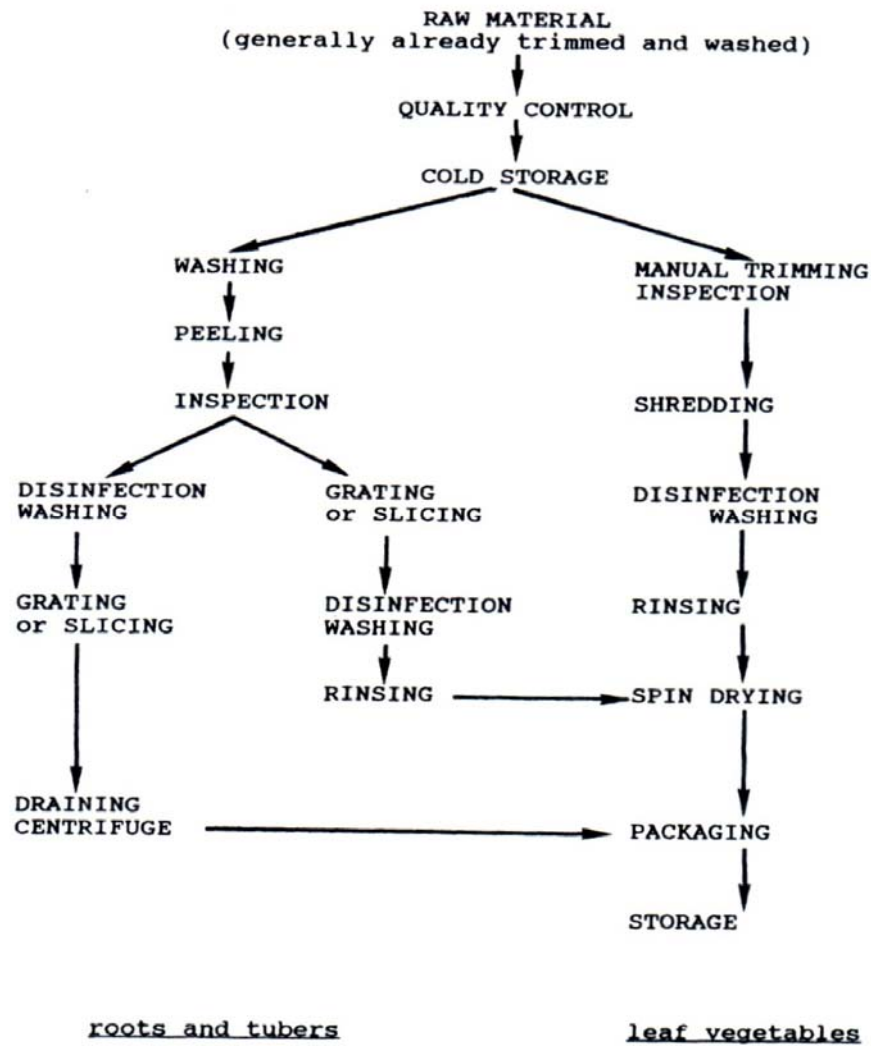 RAW MATERIAL
(generally already trimmed and washed)
QUALITY CONTROL
COLD STORAGE
WASHING
PEELING
INSPECTION
DISINFECTION
WASHING
GRATING
or SLICING
DRAINING
CENTRIFUGE
GRATING
or SLICING
DISINFECTION
WASHING
RINSING
MANUAL TRIMMING
INSPECTION
SHREDDING
DISINFECTION
WASHING
RINSING
SPIN DRYING
PACKAGING
STORAGE
roots and tubers
leaf vegetables